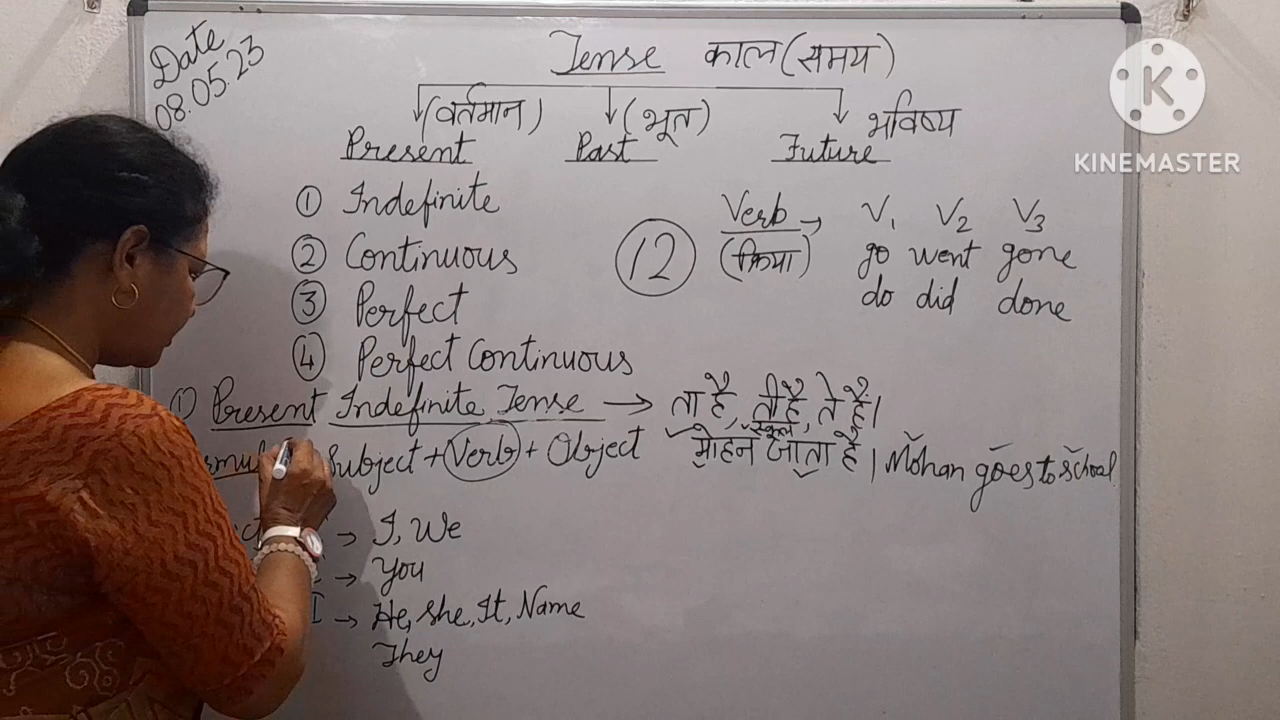 Date
08.05.23
Tense काल (समय)
(वर्तमान) (भूत) भविष्य
Present Past Future
① Indefinite
② Continuous
③ Perfect
④ Perfect Continuous
12
Verb → V1 V2 V3
(क्रिया) go went gone
do did done
① Present Indefinite Tense → ता है, ती है, ते हैं।
Subject + Verb + Object
स्कूल
मोहन जाता है। Mohan goes to school
→ I, We
→ You
→ He, She, It, Name
They
K
KINEMASTER